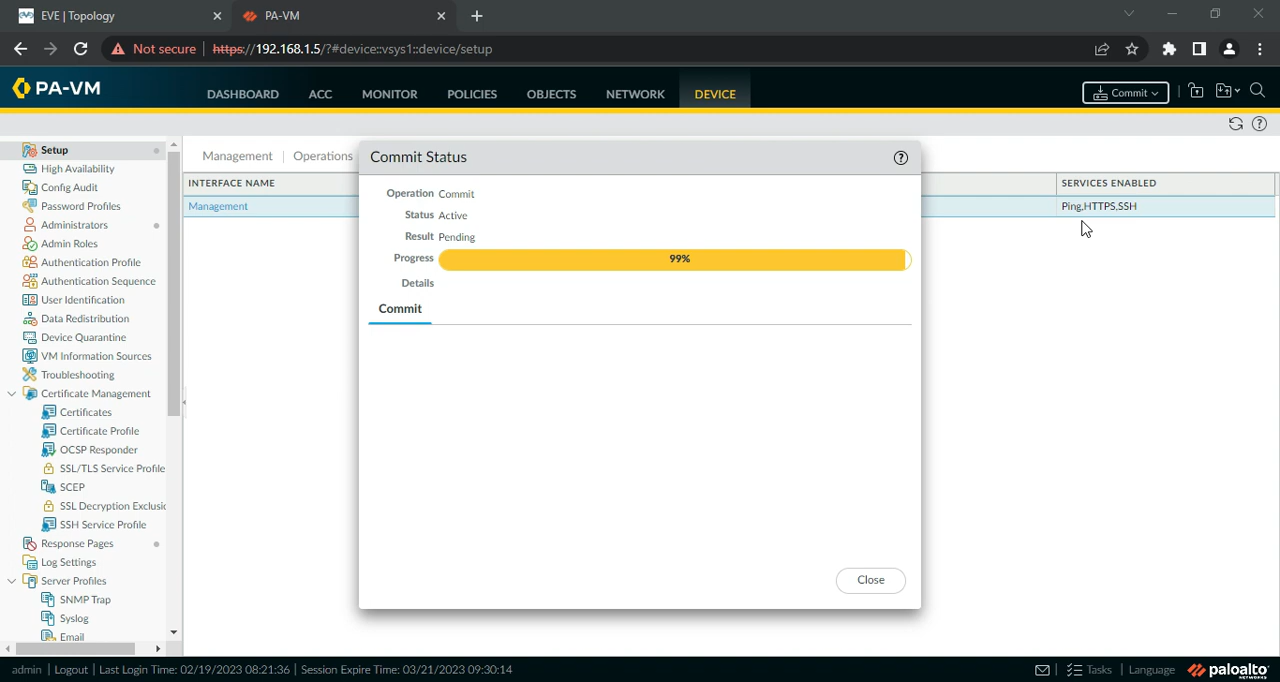 EVE | Topology
PA-VM
Not secure | https://192.168.1.5/?#device::vsys1::device/setup
PA-VM
DASHBOARD
ACC
MONITOR
POLICIES
OBJECTS
NETWORK
DEVICE
Commit
Setup
High Availability
Config Audit
Password Profiles
Administrators
Admin Roles
Authentication Profile
Authentication Sequence
User Identification
Data Redistribution
Device Quarantine
VM Information Sources
Troubleshooting
Certificate Management
Certificates
Certificate Profile
OCSP Responder
SSL/TLS Service Profile
SCEP
SSL Decryption Exclusio
SSH Service Profile
Response Pages
Log Settings
Server Profiles
SNMP Trap
Syslog
Email
Management | Operations
INTERFACE NAME
SERVICES ENABLED
Management
Ping,HTTPS,SSH
Commit Status
Operation Commit
Status Active
Result Pending
Progress 99%
Details
Commit
Close
admin | Logout | Last Login Time: 02/19/2023 08:21:36 | Session Expire Time: 03/21/2023 09:30:14
Tasks | Language
paloalto
NETWORKS